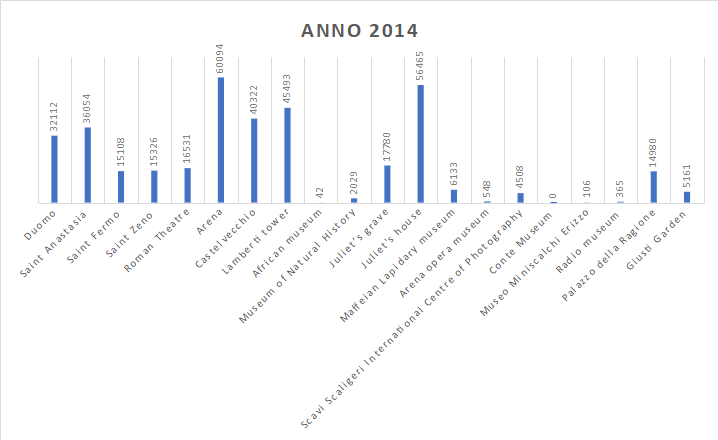 ANNO 2014
32112
36054
15108
15326
16531
60094
40322
45493
42
2029
17780
56465
6133
548
4508
0
106
365
14980
5161
Duomo
Saint Anastasia
Saint Fermo
Saint Zeno
Roman Theatre
Arena
Castelvecchio
Lamberti tower
African museum
Museum of Natural History
Juliet's grave
Juliet's house
Maffeian Lapidary museum
Arena opera museum
Scavi Scaligeri International Centre of Photography
Conte Museum
Museo Miniscalchi Erizzo
Radio museum
Palazzo della Ragione
Giusti Garden